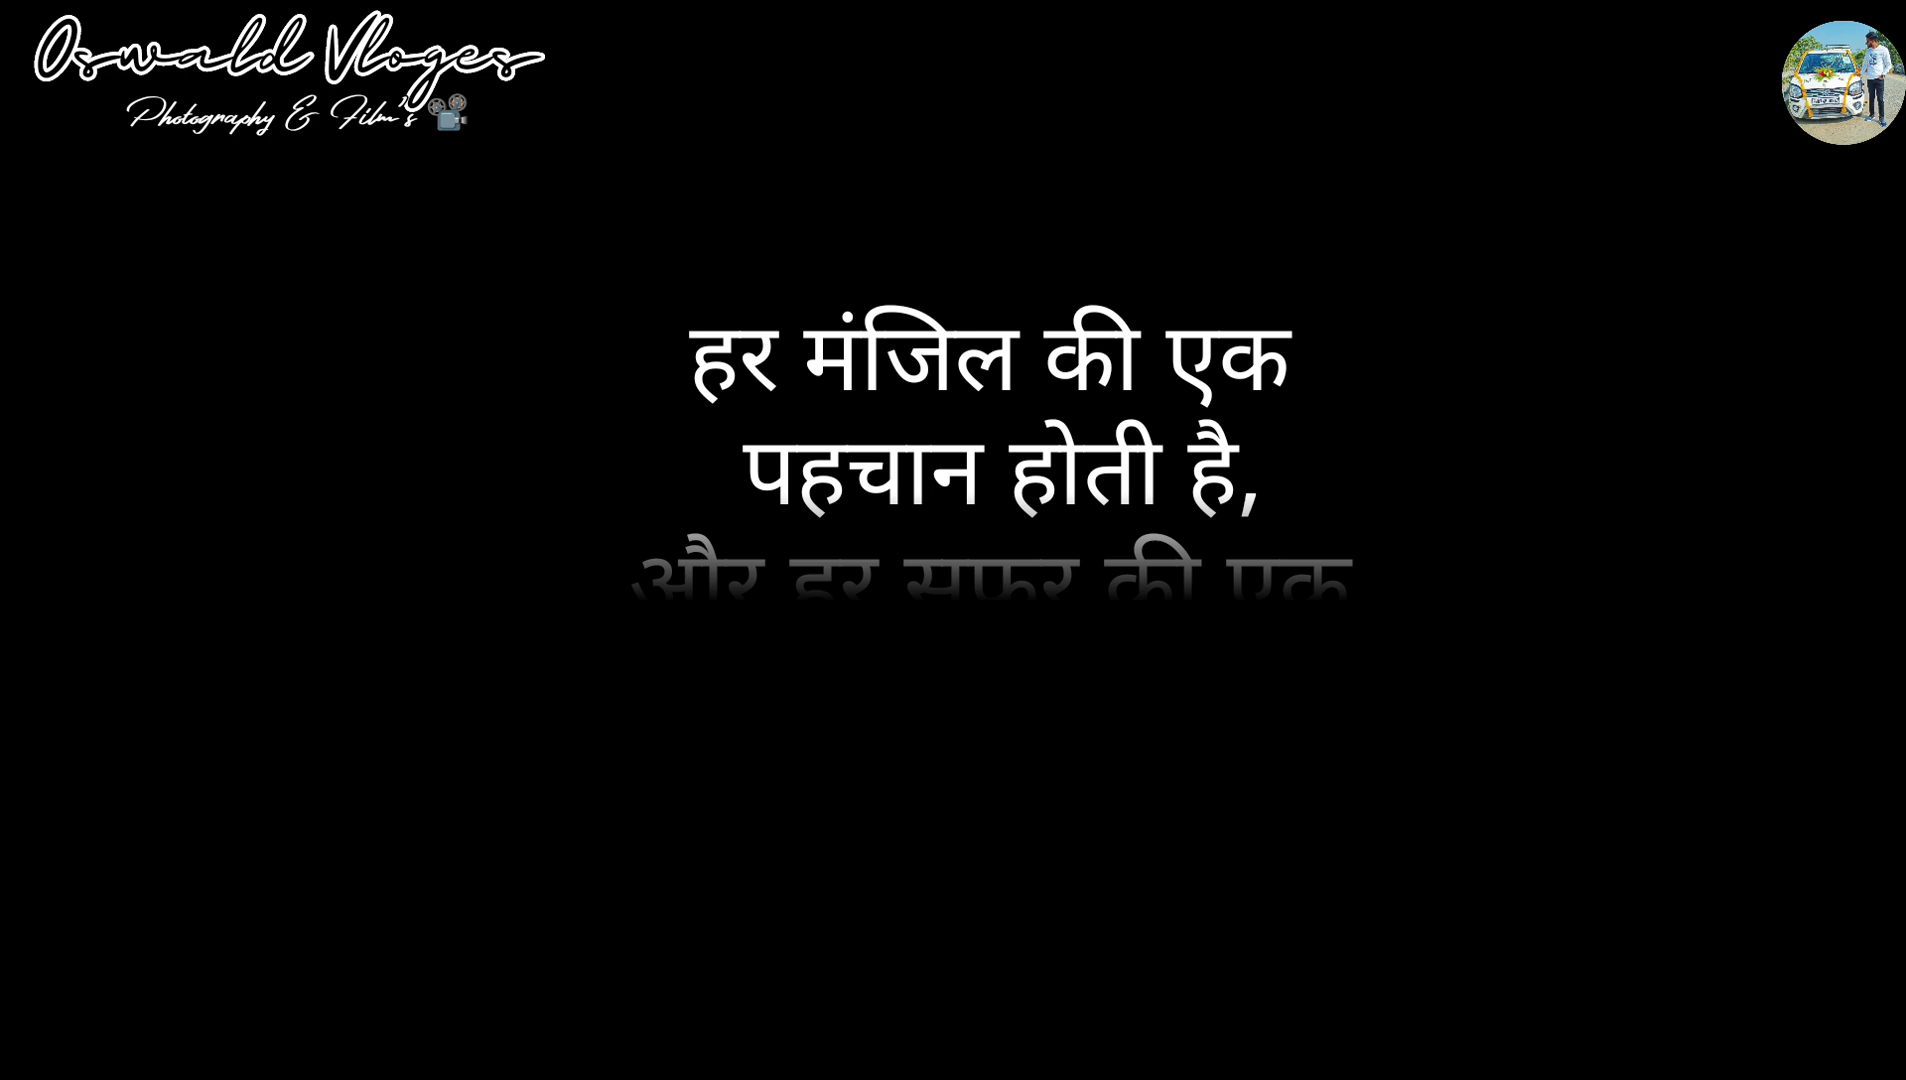 Oswald Vloges
Photography & Film's
हर मंजिल की एक
पहचान होती है,
और हर सफर की एक